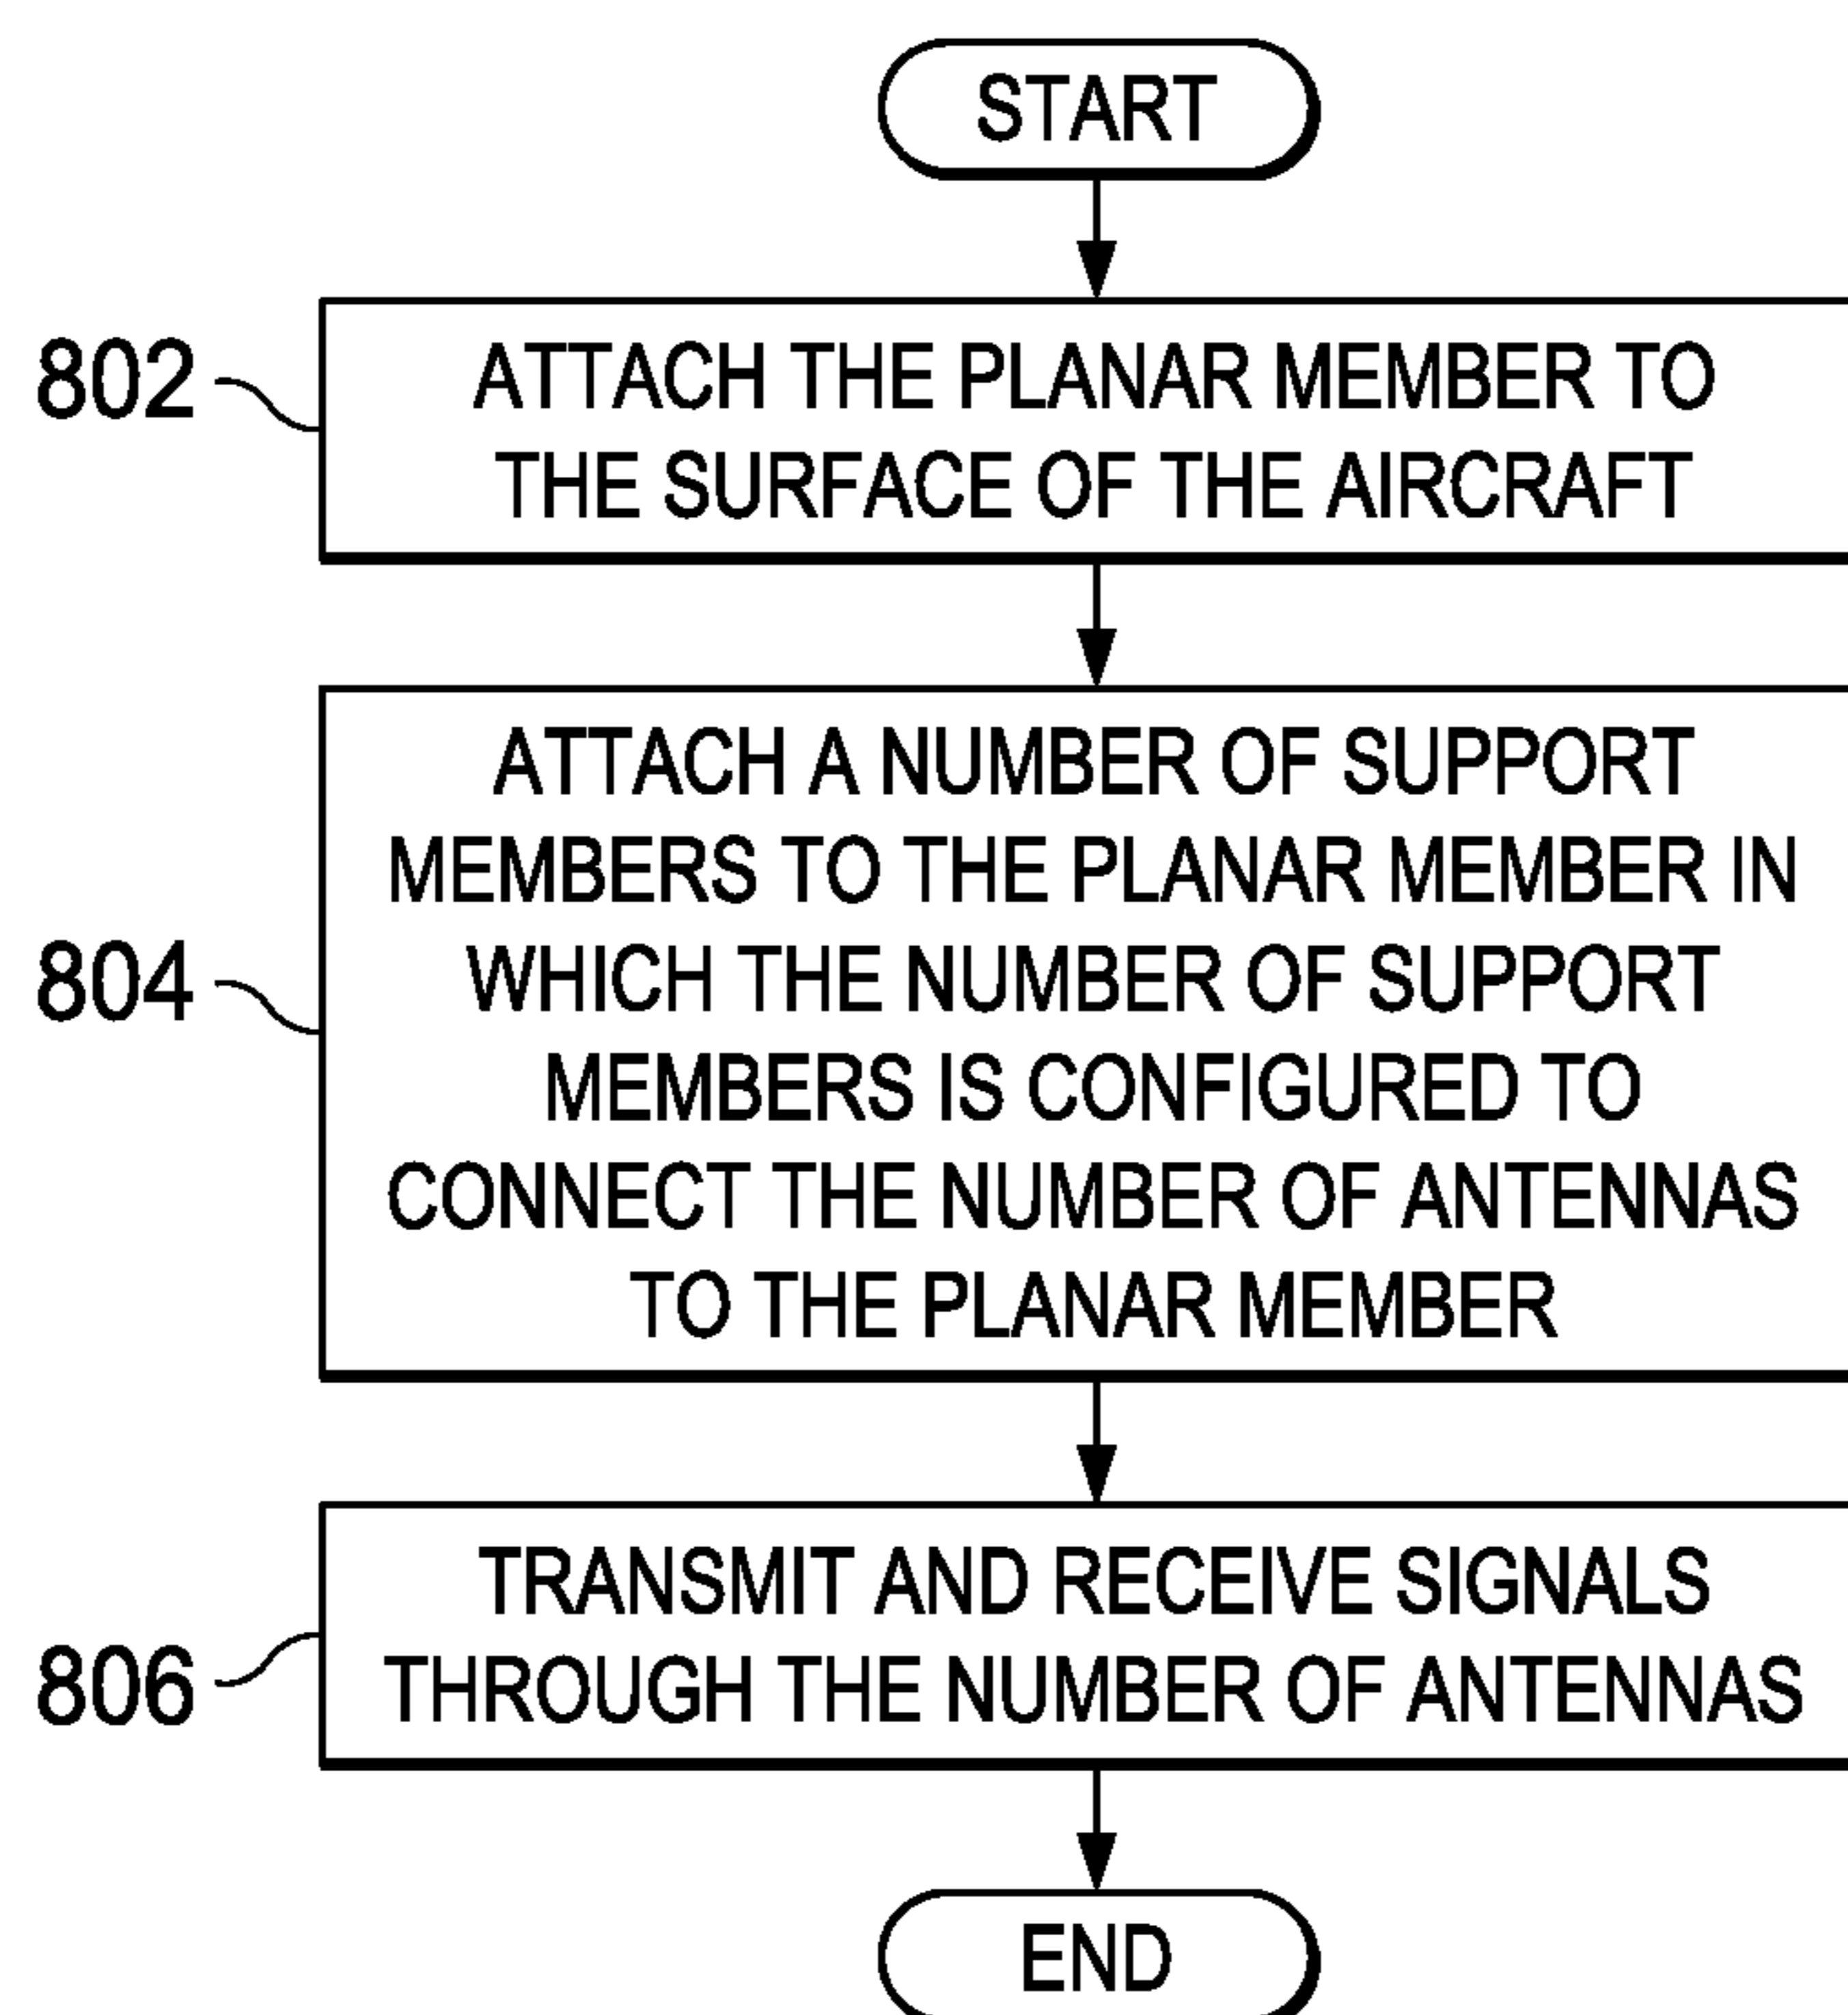 START
802
ATTACH THE PLANAR MEMBER TO
THE SURFACE OF THE AIRCRAFT
804
ATTACH A NUMBER OF SUPPORT
MEMBERS TO THE PLANAR MEMBER IN
WHICH THE NUMBER OF SUPPORT
MEMBERS IS CONFIGURED TO
CONNECT THE NUMBER OF ANTENNAS
TO THE PLANAR MEMBER
806
TRANSMIT AND RECEIVE SIGNALS
THROUGH THE NUMBER OF ANTENNAS
END